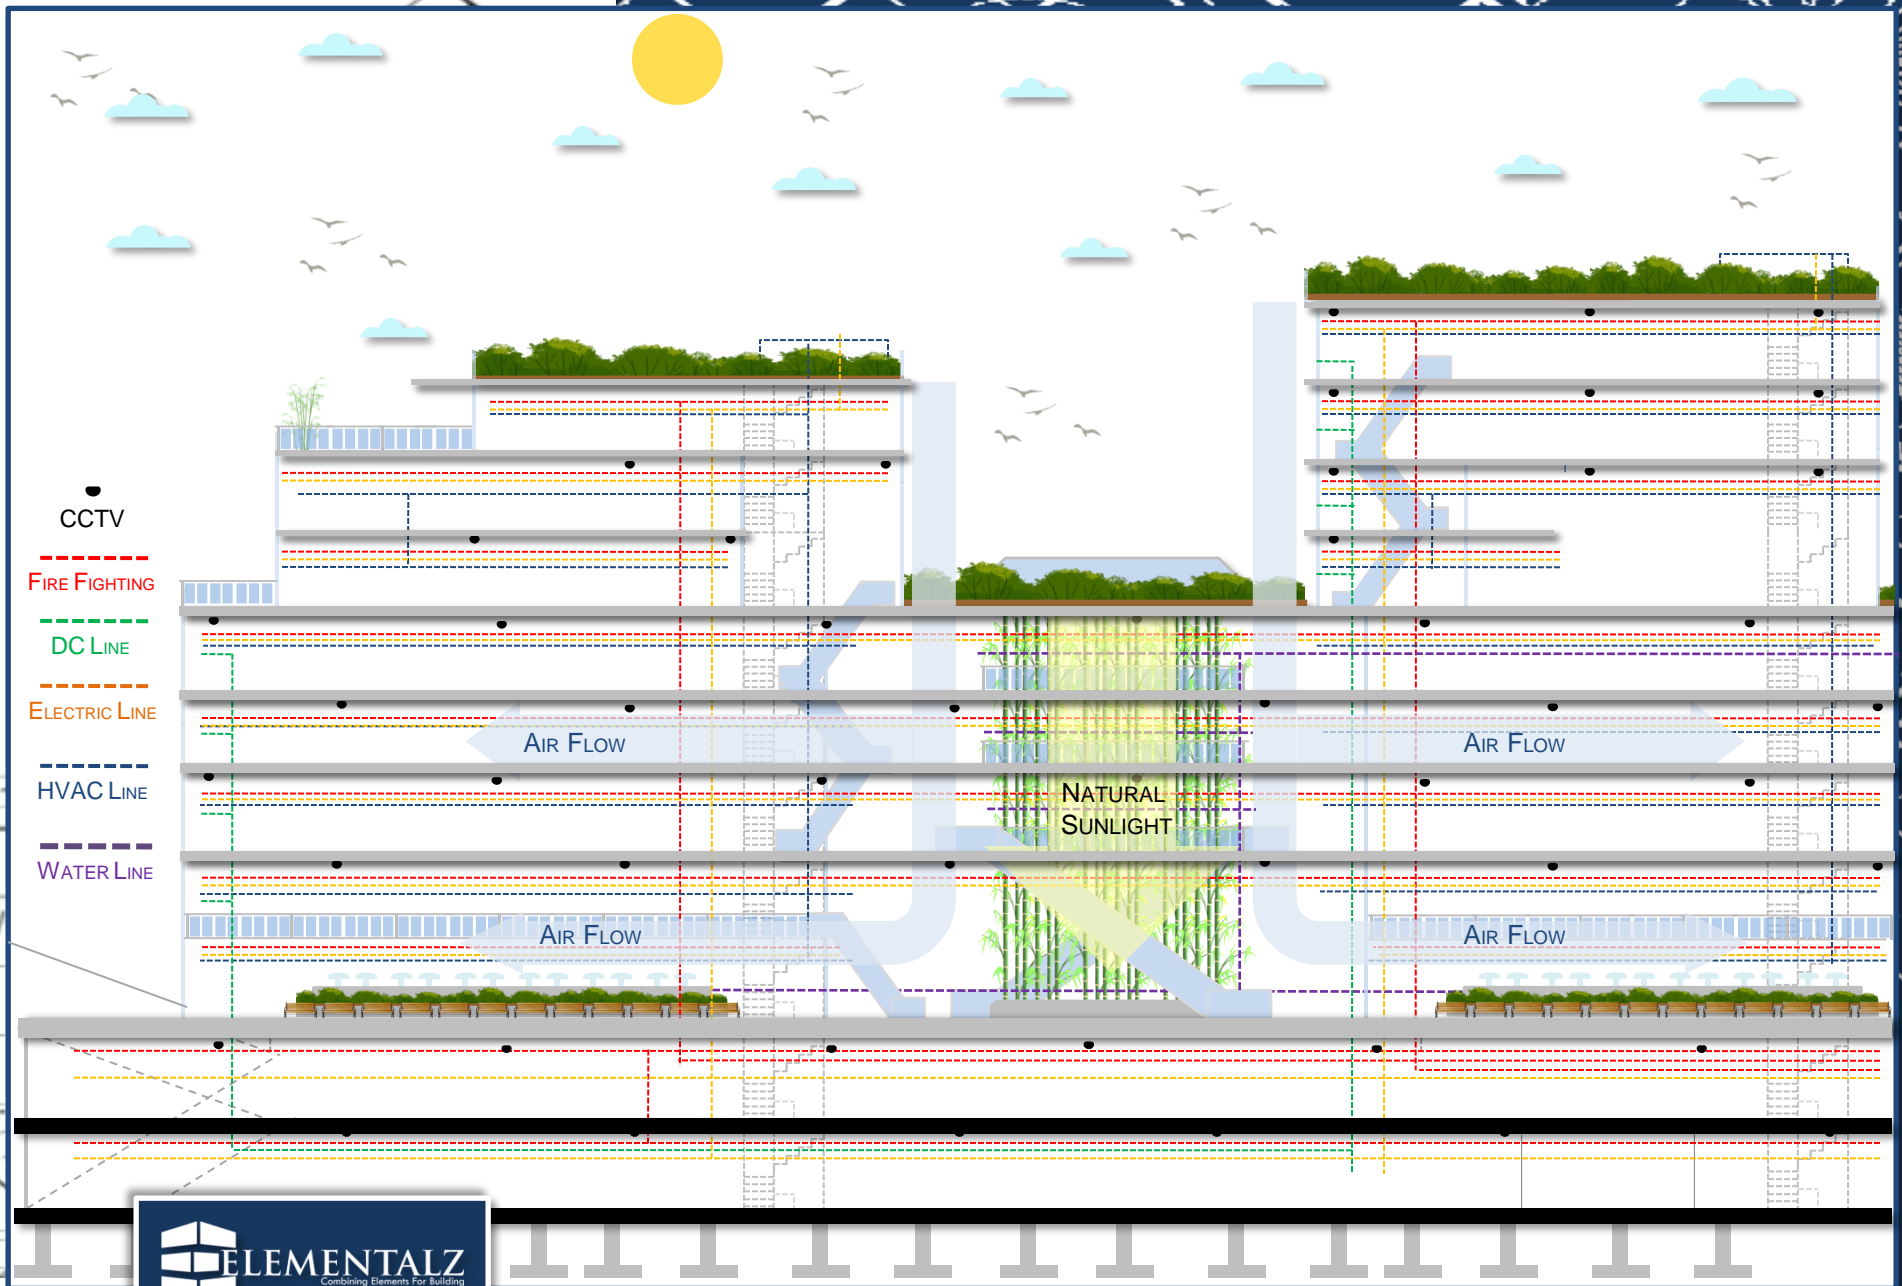 CCTV
FIRE FIGHTING
DC LINE
ELECTRIC LINE
HVAC LINE
WATER LINE
AIR FLOW
AIR FLOW
NATURAL
SUNLIGHT
AIR FLOW
AIR FLOW
ELEMENTALZ
Combining Elements For Building